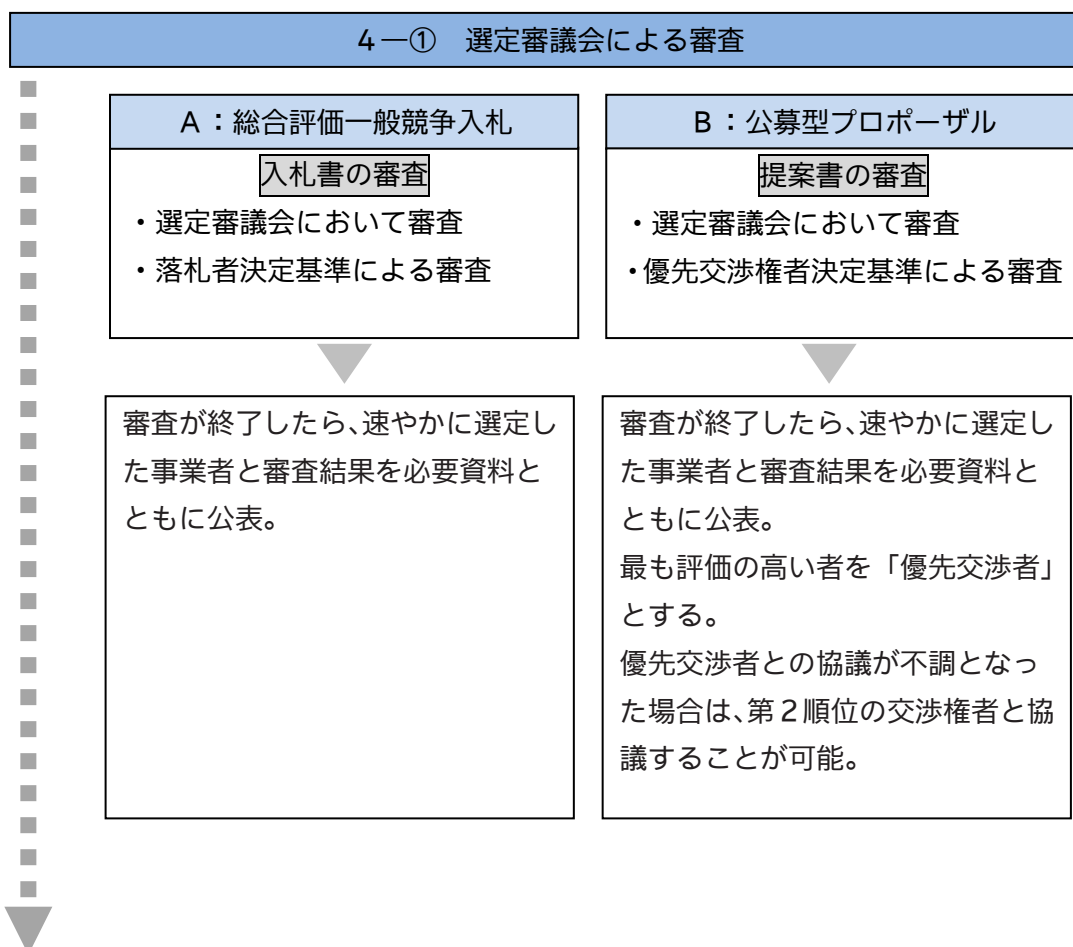 4―① 選定審議会による審査
A：総合評価一般競争入札
入札書の審査
・選定審議会において審査
・落札者決定基準による審査
審査が終了したら、速やかに選定し
た事業者と審査結果を必要資料と
ともに公表。
B：公募型プロポーザル
提案書の審査
・選定審議会において審査
・優先交渉権者決定基準による審査
審査が終了したら、速やかに選定し
た事業者と審査結果を必要資料と
ともに公表。
最も評価の高い者を「優先交渉者」
とする。
優先交渉者との協議が不調となっ
た場合は、第２順位の交渉権者と協
議することが可能。